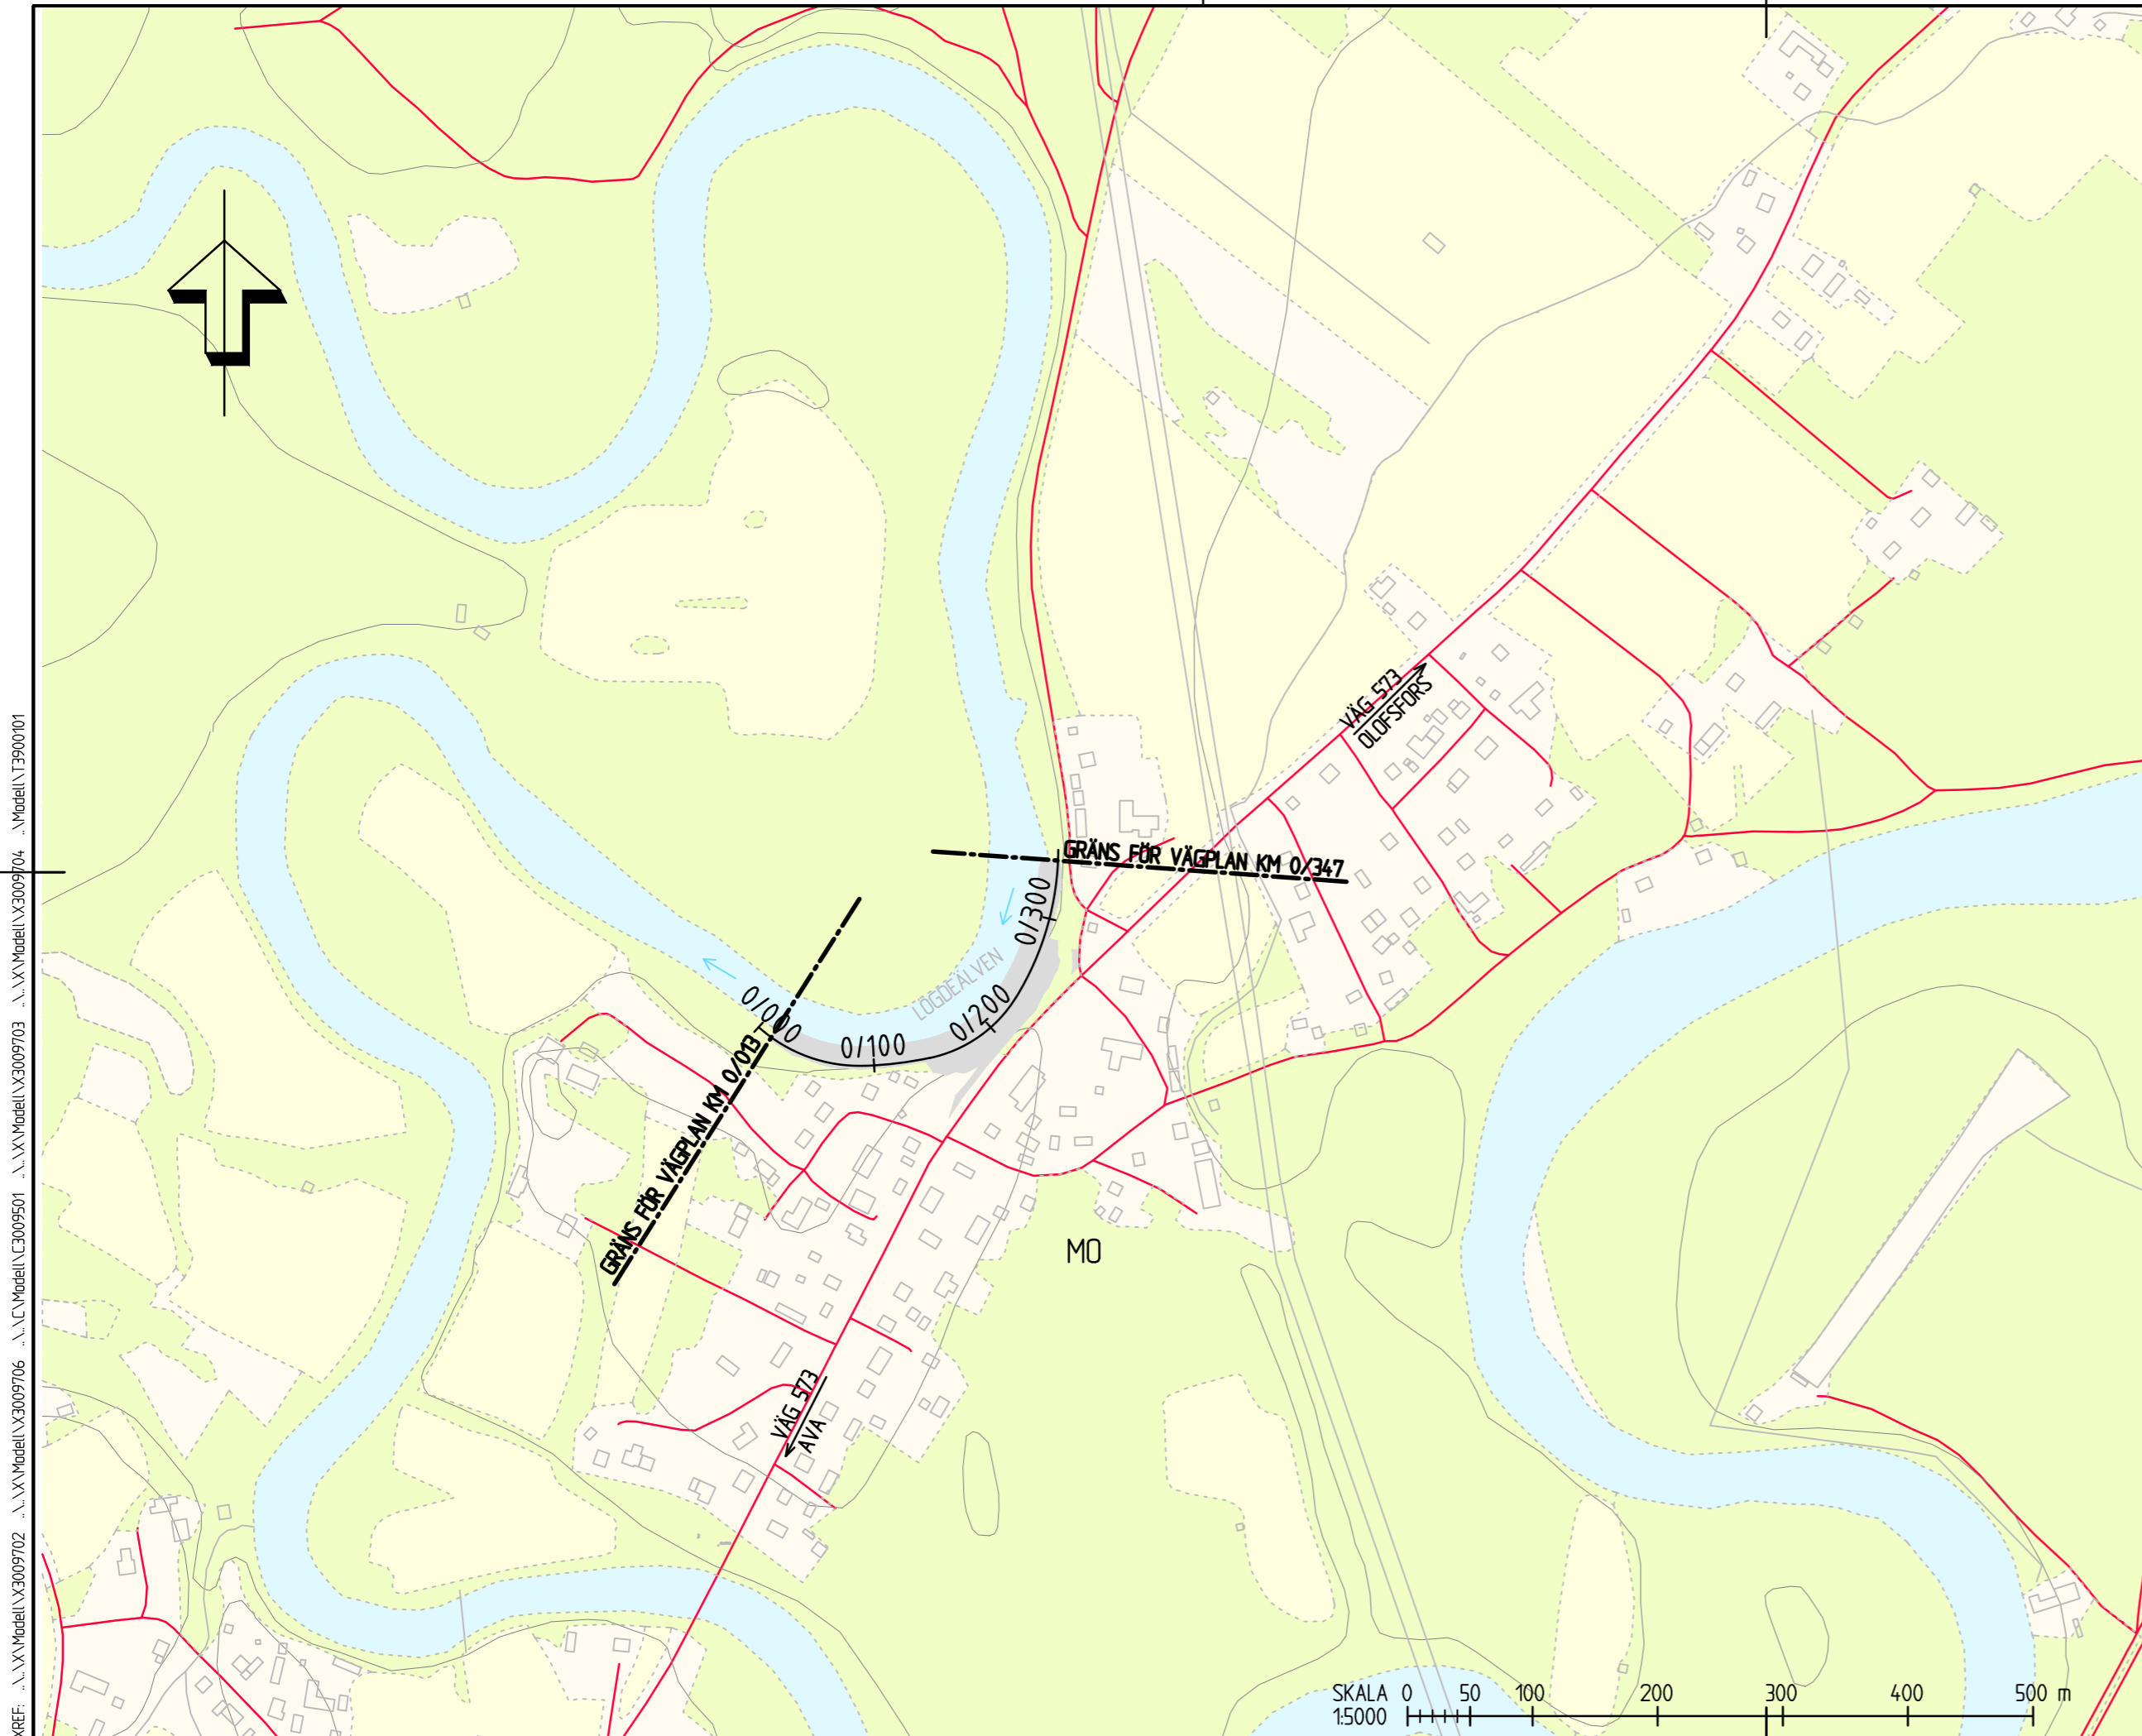 VÄG 573
OLOFSFORS
GRÄNS FÖR VÄGPLAN KM 0/347
0/300
LÖGDEÄLVEN
0/200
0/100
0/000
GRÄNS FÖR VÄGPLAN KM 0/013
MO
VÄG 573
AVA
SKALA 0 50 100 200 300 400 500 m
1:5000
XREF: ..\..\X\Modell\X3009702 ..\..\X\Modell\X3009706 ..\..\C\Modell\C3009501 ..\..\X\Modell\X3009703 ..\..\X\Modell\X3009704 ..\Modell\T3900101